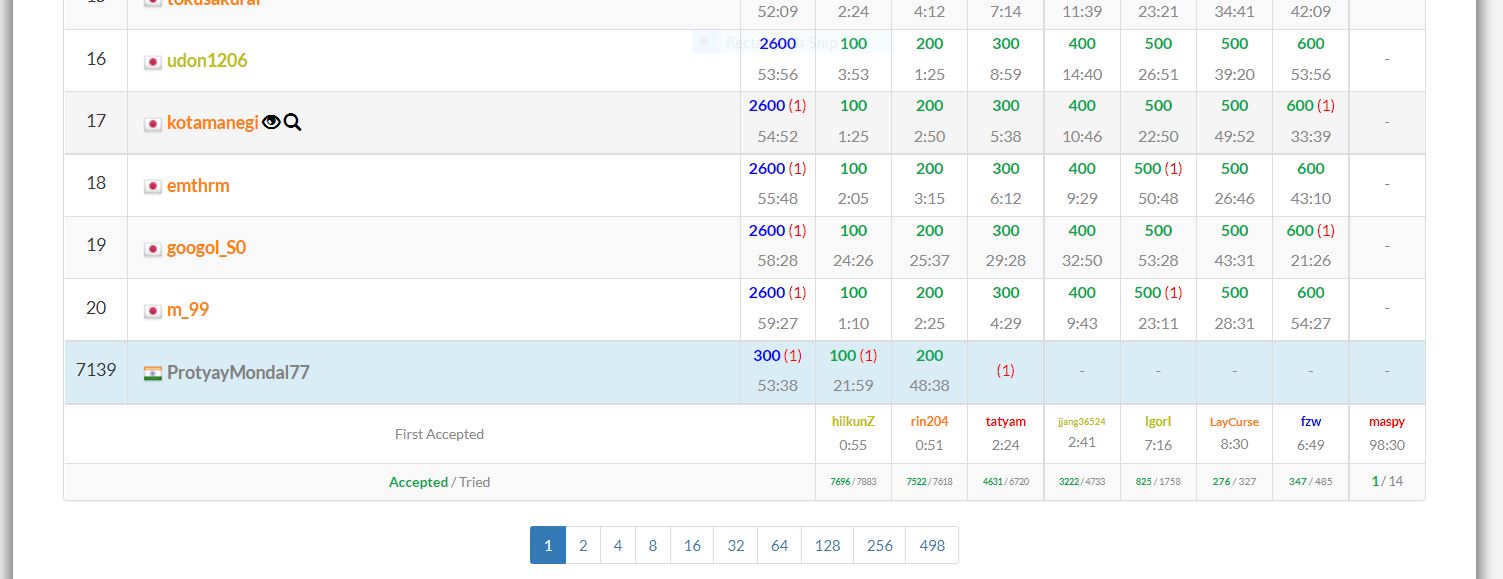 tokusakurai
52:09 2:24 4:12 7:14 11:39 23:21 34:41 42:09
Rectangular Snip
2600 100 200 300 400 500 500 600
16 udon1206 -
53:56 3:53 1:25 8:59 14:40 26:51 39:20 53:56
2600 (1) 100 200 300 400 500 500 600 (1)
17 kotamanegi -
54:52 1:25 2:50 5:38 10:46 22:50 49:52 33:39
2600 (1) 100 200 300 400 500 (1) 500 600
18 emthrm -
55:48 2:05 3:15 6:12 9:29 50:48 26:46 43:10
2600 (1) 100 200 300 400 500 500 600 (1)
19 googol_S0 -
58:28 24:26 25:37 29:28 32:50 53:28 43:31 21:26
2600 (1) 100 200 300 400 500 (1) 500 600
20 m_99 -
59:27 1:10 2:25 4:29 9:43 23:11 28:31 54:27
300 (1) 100 (1) 200
7139 ProtyayMondal77 (1) - - - - -
53:38 21:59 48:38
hiikunZ rin204 tatyam jjang36524 Igorl LayCurse fzw maspy
First Accepted
0:55 0:51 2:24 2:41 7:16 8:30 6:49 98:30
Accepted / Tried 7696 / 7883 7522 / 7618 4631 / 6720 3222 / 4733 825 / 1758 276 / 327 347 / 485 1 / 14
1 2 4 8 16 32 64 128 256 498